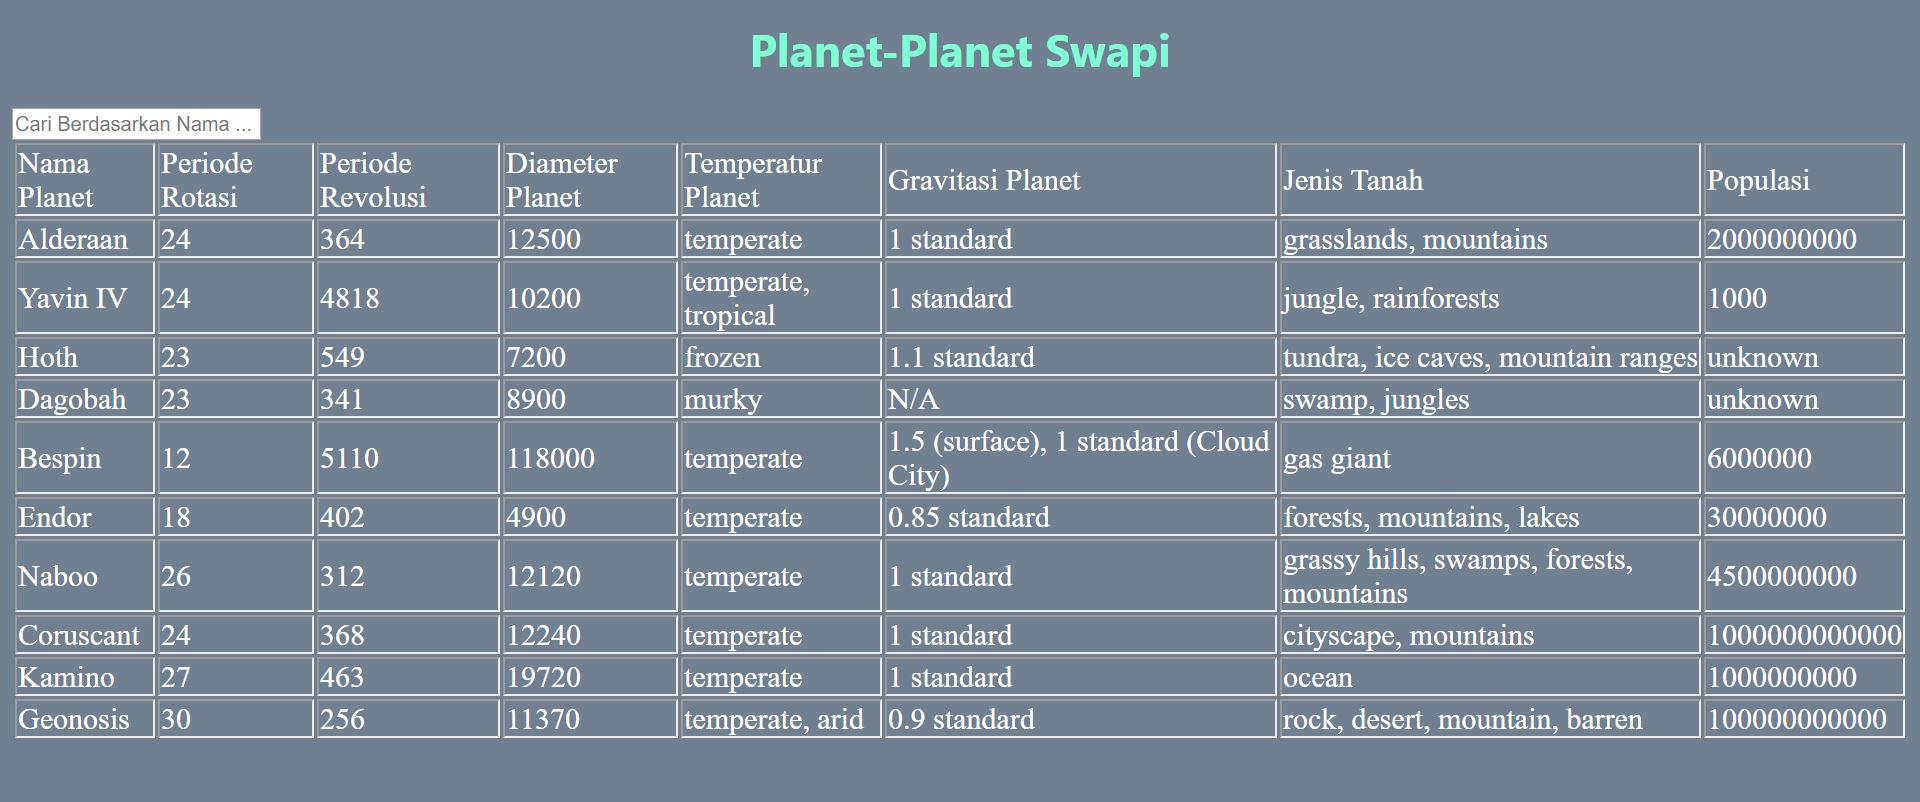 Planet-Planet Swapi
Cari Berdasarkan Nama ...
Nama Planet Periode Rotasi Periode Revolusi Diameter Planet Temperatur Planet Gravitasi Planet Jenis Tanah Populasi
Alderaan 24 364 12500 temperate 1 standard grasslands, mountains 2000000000
Yavin IV 24 4818 10200 temperate, tropical 1 standard jungle, rainforests 1000
Hoth 23 549 7200 frozen 1.1 standard tundra, ice caves, mountain ranges unknown
Dagobah 23 341 8900 murky N/A swamp, jungles unknown
Bespin 12 5110 118000 temperate 1.5 (surface), 1 standard (Cloud City) gas giant 6000000
Endor 18 402 4900 temperate 0.85 standard forests, mountains, lakes 30000000
Naboo 26 312 12120 temperate 1 standard grassy hills, swamps, forests, mountains 4500000000
Coruscant 24 368 12240 temperate 1 standard cityscape, mountains 1000000000000
Kamino 27 463 19720 temperate 1 standard ocean 1000000000
Geonosis 30 256 11370 temperate, arid 0.9 standard rock, desert, mountain, barren 100000000000